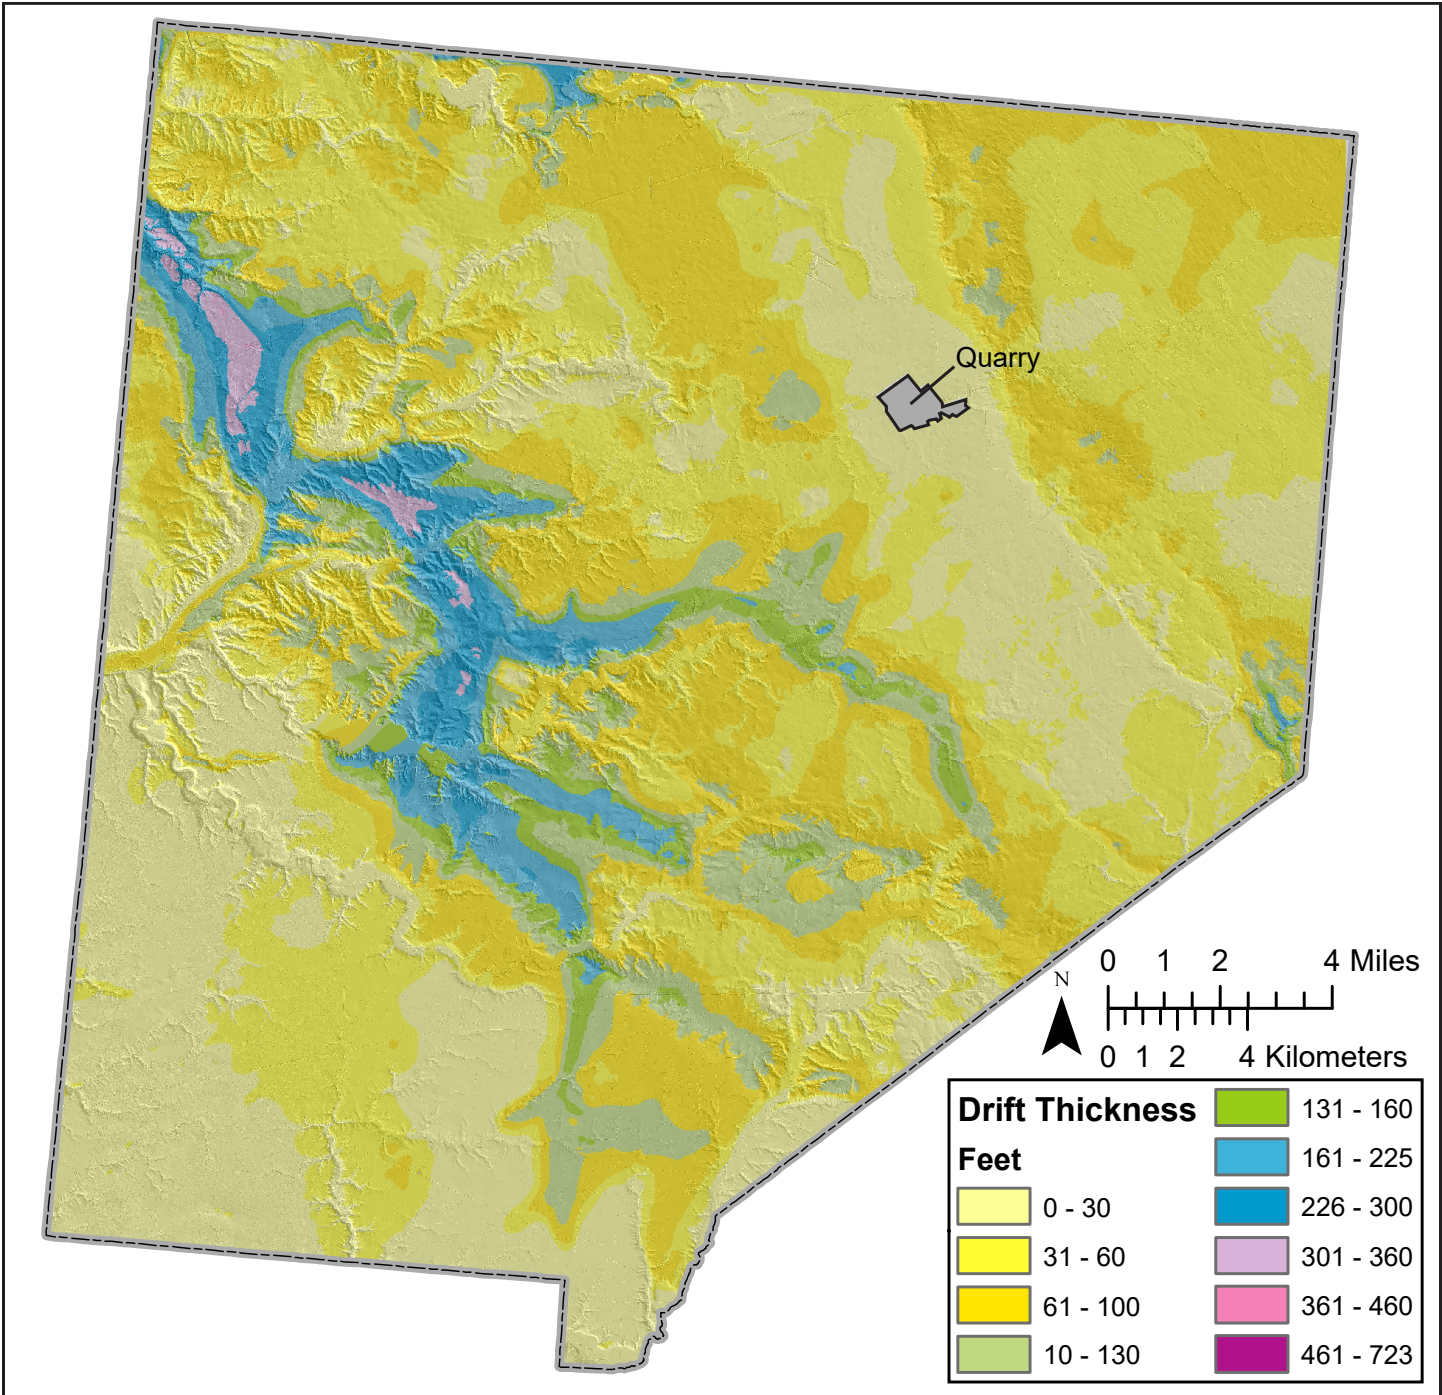 Quarry
0 1 2 4 Miles
N
0 1 2 4 Kilometers
Drift Thickness
Feet
0 - 30
31 - 60
61 - 100
10 - 130
131 - 160
161 - 225
226 - 300
301 - 360
361 - 460
461 - 723